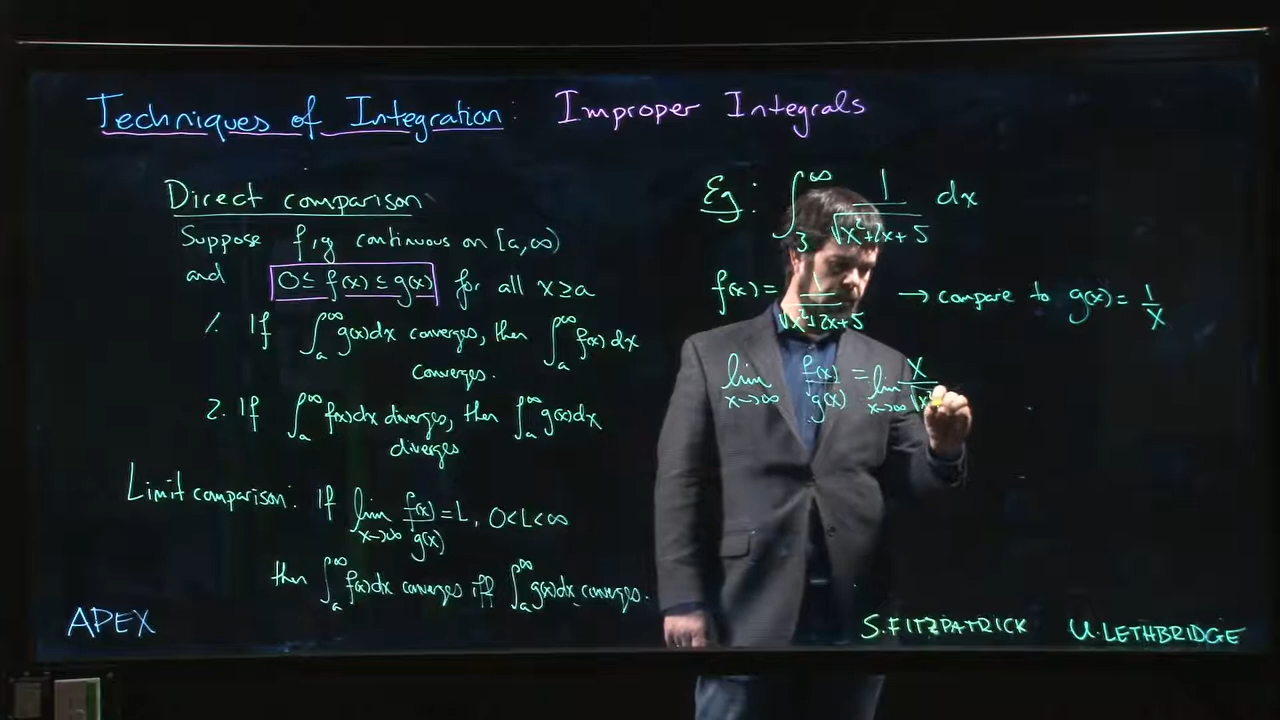 Techniques of Integration: Improper Integrals
Direct comparison
Suppose f, g continuous on [a, ∞)
and 0 ≤ f(x) ≤ g(x) for all x ≥ a
1. If ∫_a^∞ g(x)dx converges, then ∫_a^∞ f(x) dx
converges.
2. If ∫_a^∞ f(x)dx diverges, then ∫_a^∞ g(x)dx
diverges
Limit comparison: If lim_{x→∞} f(x)/g(x) = L, 0<L<∞
then ∫_a^∞ f(x)dx converges iff ∫_a^∞ g(x)dx converges.
APEX
Eg: ∫_3^∞ 1/√(x²+2x+5) dx
f(x) = 1/√(x²+2x+5) → compare to g(x) = 1/x
lim_{x→∞} f(x)/g(x) = lim_{x→∞} x/√x²
S. FITZPATRICK U. LETHBRIDGE